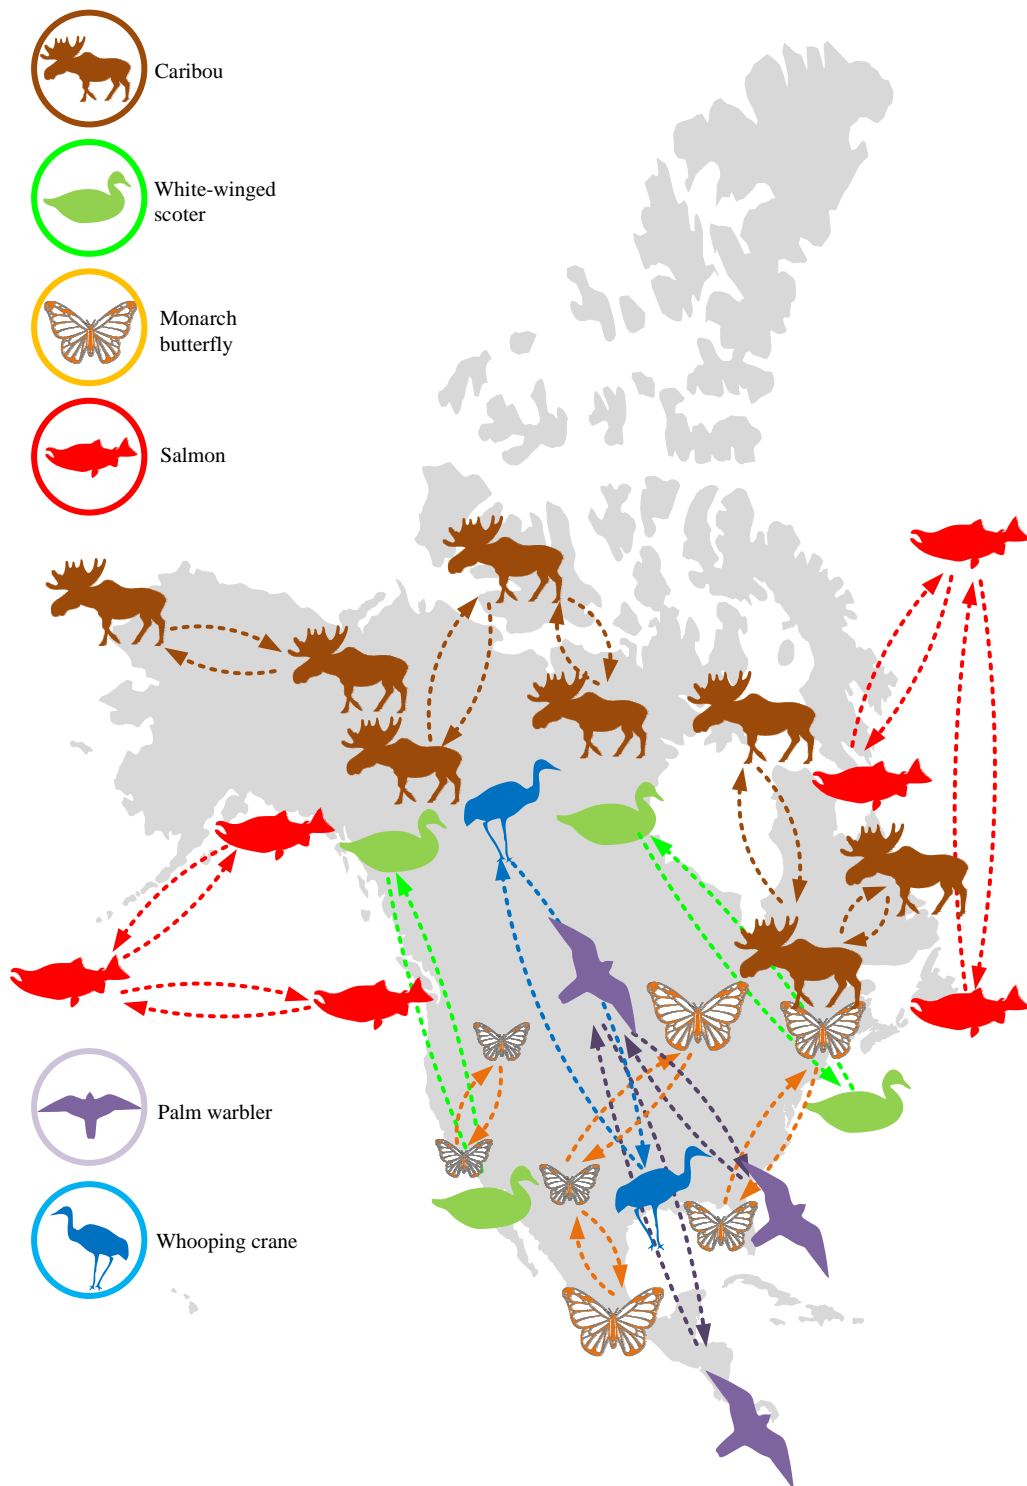 Caribou
White-winged
scoter
Monarch
butterfly
Salmon
Palm warbler
Whooping crane